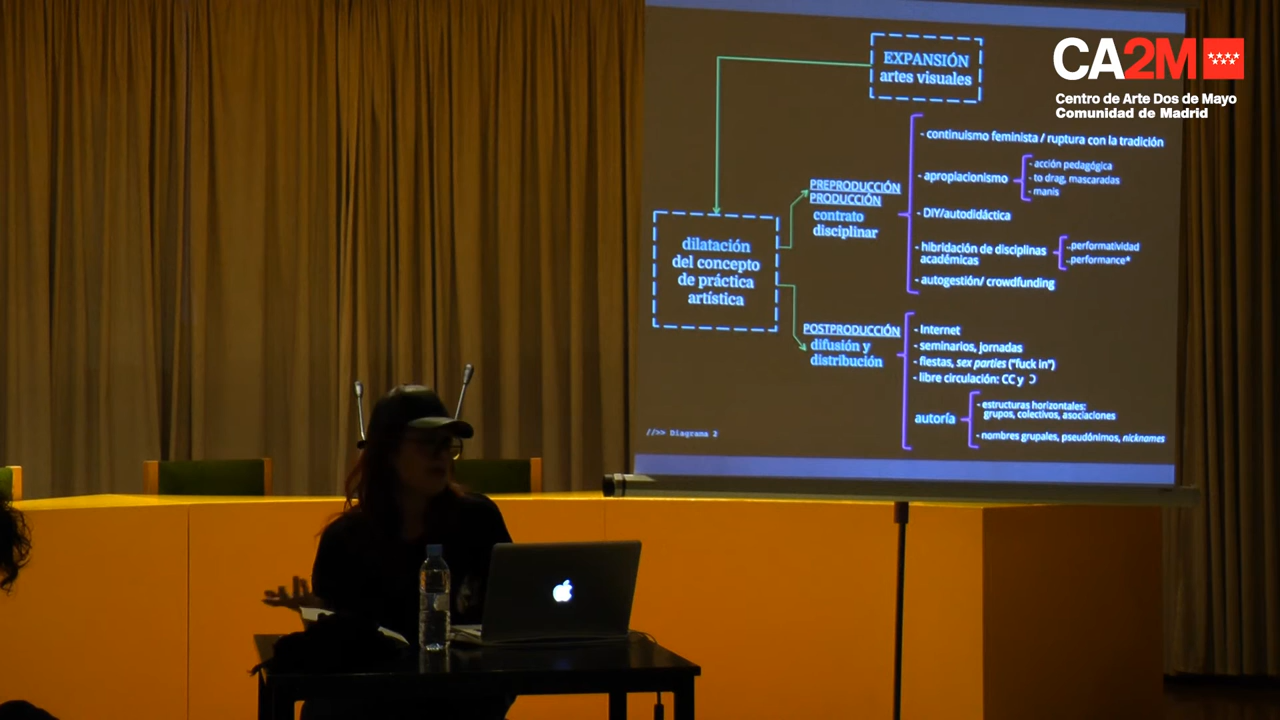 CA2M
Centro de Arte Dos de Mayo
Comunidad de Madrid
EXPANSIÓN
artes visuales
dilatación
del concepto
de práctica
artística
PREPRODUCCIÓN
PRODUCCIÓN
contrato
disciplinar
- continuismo feminista / ruptura con la tradición
- apropiacionismo
- acción pedagógica
- to drag, mascaradas
- manis
- DIY/autodidáctica
- hibridación de disciplinas
académicas
..performatividad
..performance*
- autogestión/ crowdfunding
POSTPRODUCCIÓN
difusión y
distribución
- Internet
- seminarios, jornadas
- fiestas, sex parties ("fuck in")
- libre circulación: CC y Ɔ
autoría
- estructuras horizontales:
grupos, colectivos, asociaciones
- nombres grupales, pseudónimos, nicknames
//>> Diagrama 2